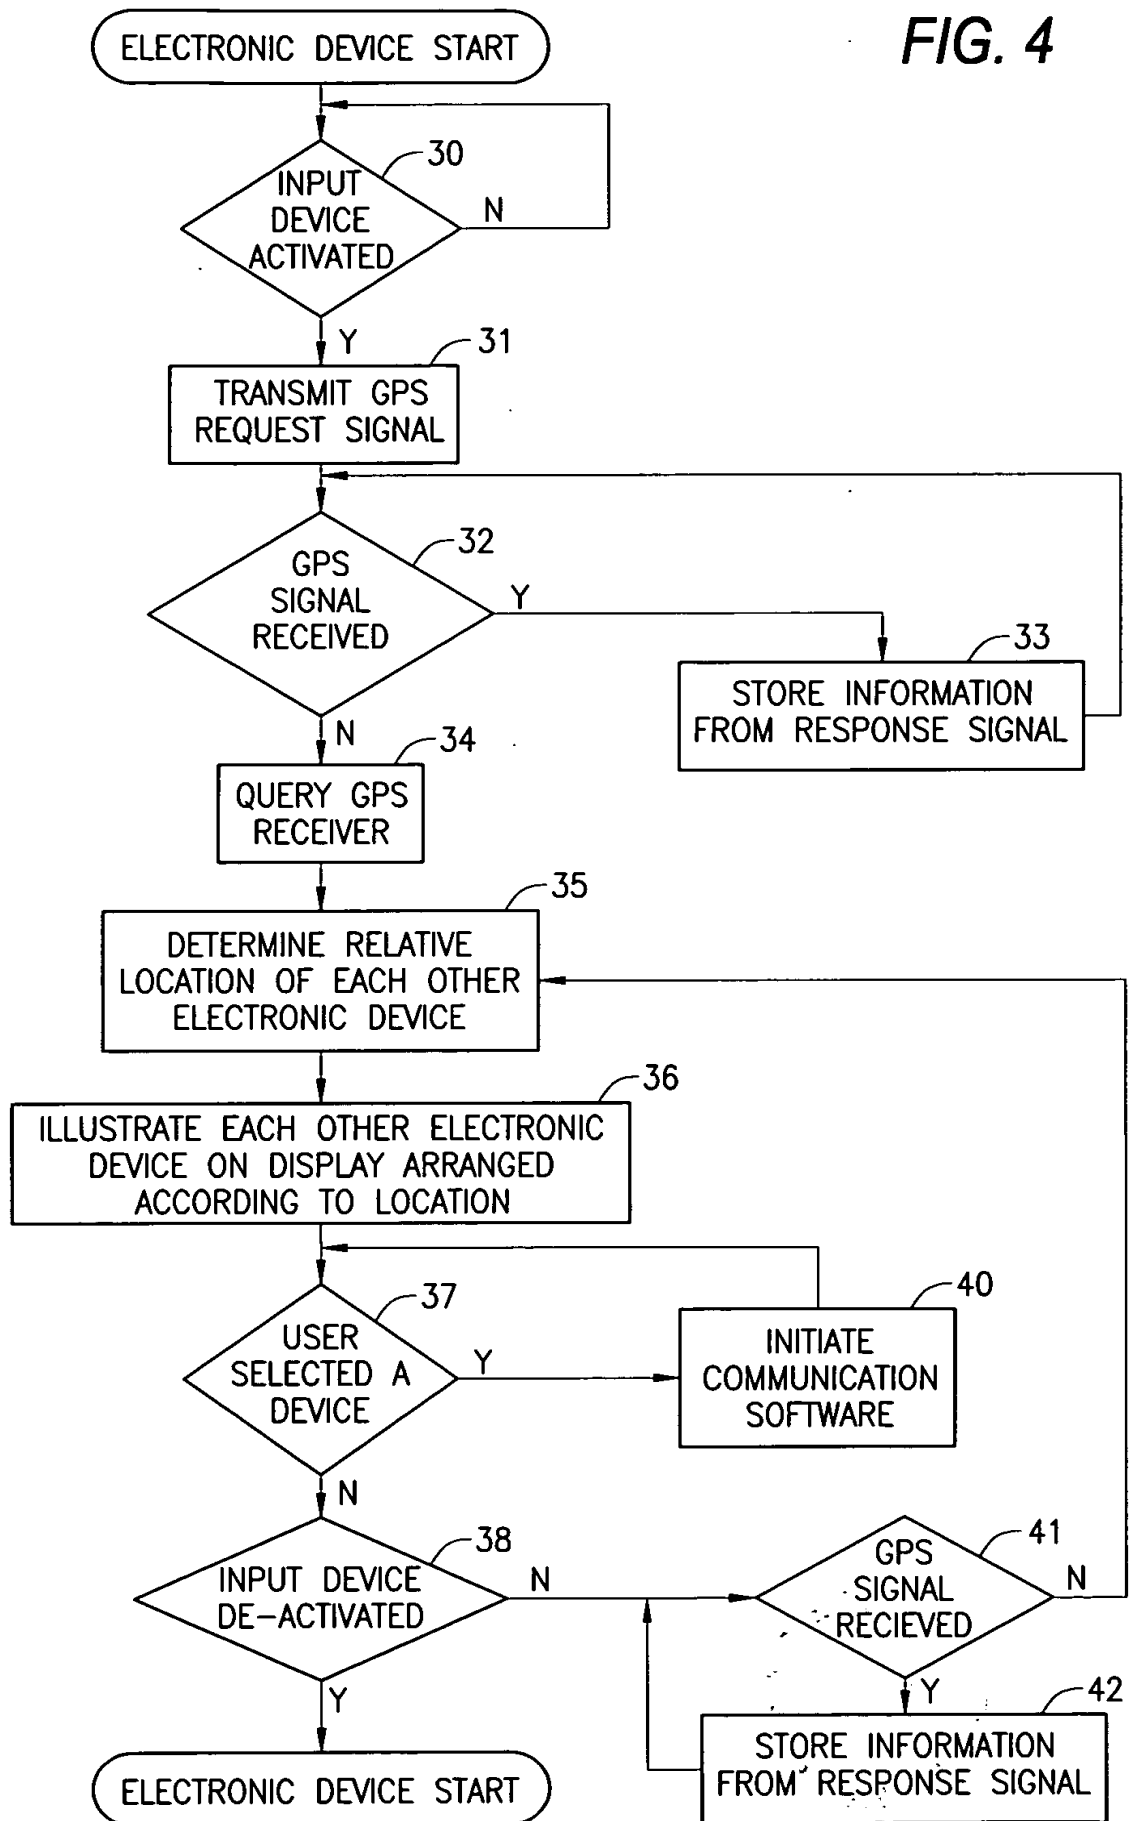 FIG. 4
ELECTRONIC DEVICE START
30
INPUT
DEVICE
ACTIVATED
N
Y
31
TRANSMIT GPS
REQUEST SIGNAL
32
GPS
SIGNAL
RECEIVED
Y
33
STORE INFORMATION
FROM RESPONSE SIGNAL
N
34
QUERY GPS
RECEIVER
35
DETERMINE RELATIVE
LOCATION OF EACH OTHER
ELECTRONIC DEVICE
36
ILLUSTRATE EACH OTHER ELECTRONIC
DEVICE ON DISPLAY ARRANGED
ACCORDING TO LOCATION
37
USER
SELECTED A
DEVICE
Y
40
INITIATE
COMMUNICATION
SOFTWARE
N
38
INPUT DEVICE
DE-ACTIVATED
N
41
GPS
SIGNAL
RECIEVED
N
Y
Y
42
STORE INFORMATION
FROM RESPONSE SIGNAL
ELECTRONIC DEVICE START